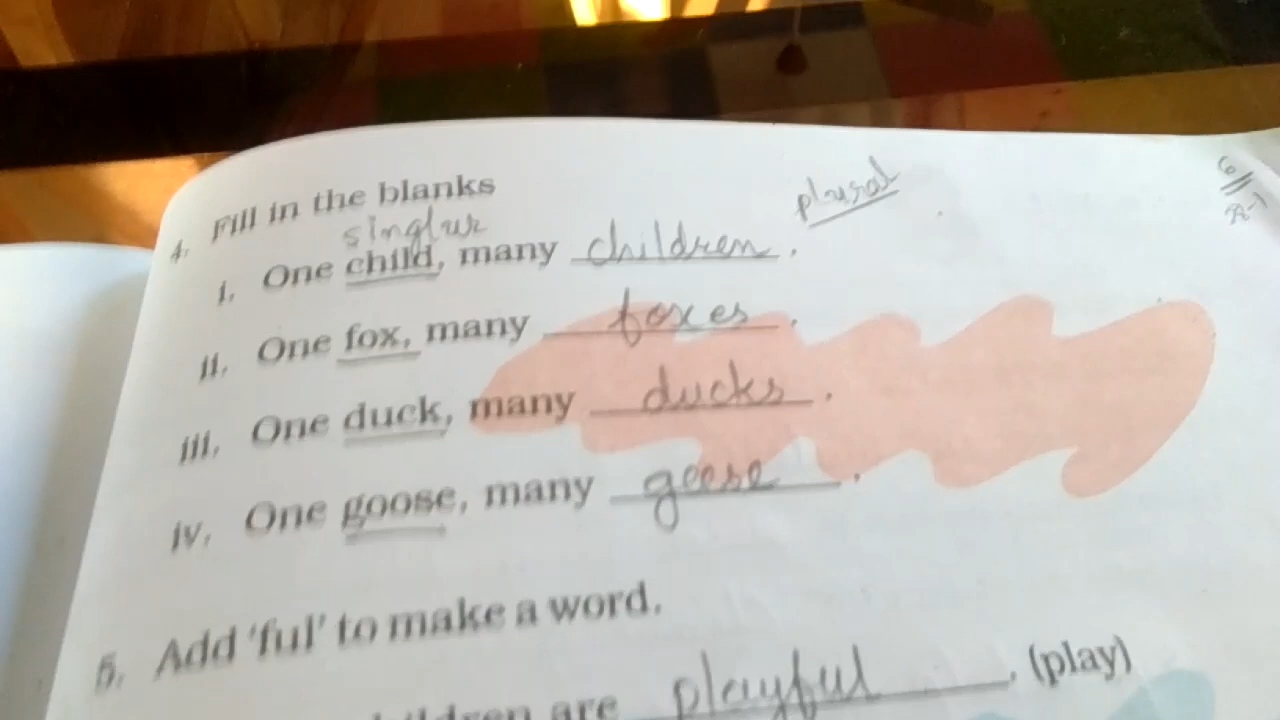 4. Fill in the blanks
singlur
plural
i. One child, many children.
ii. One fox, many foxes.
iii. One duck, many ducks.
iv. One goose, many geese.
5. Add 'ful' to make a word.
are playful. (play)